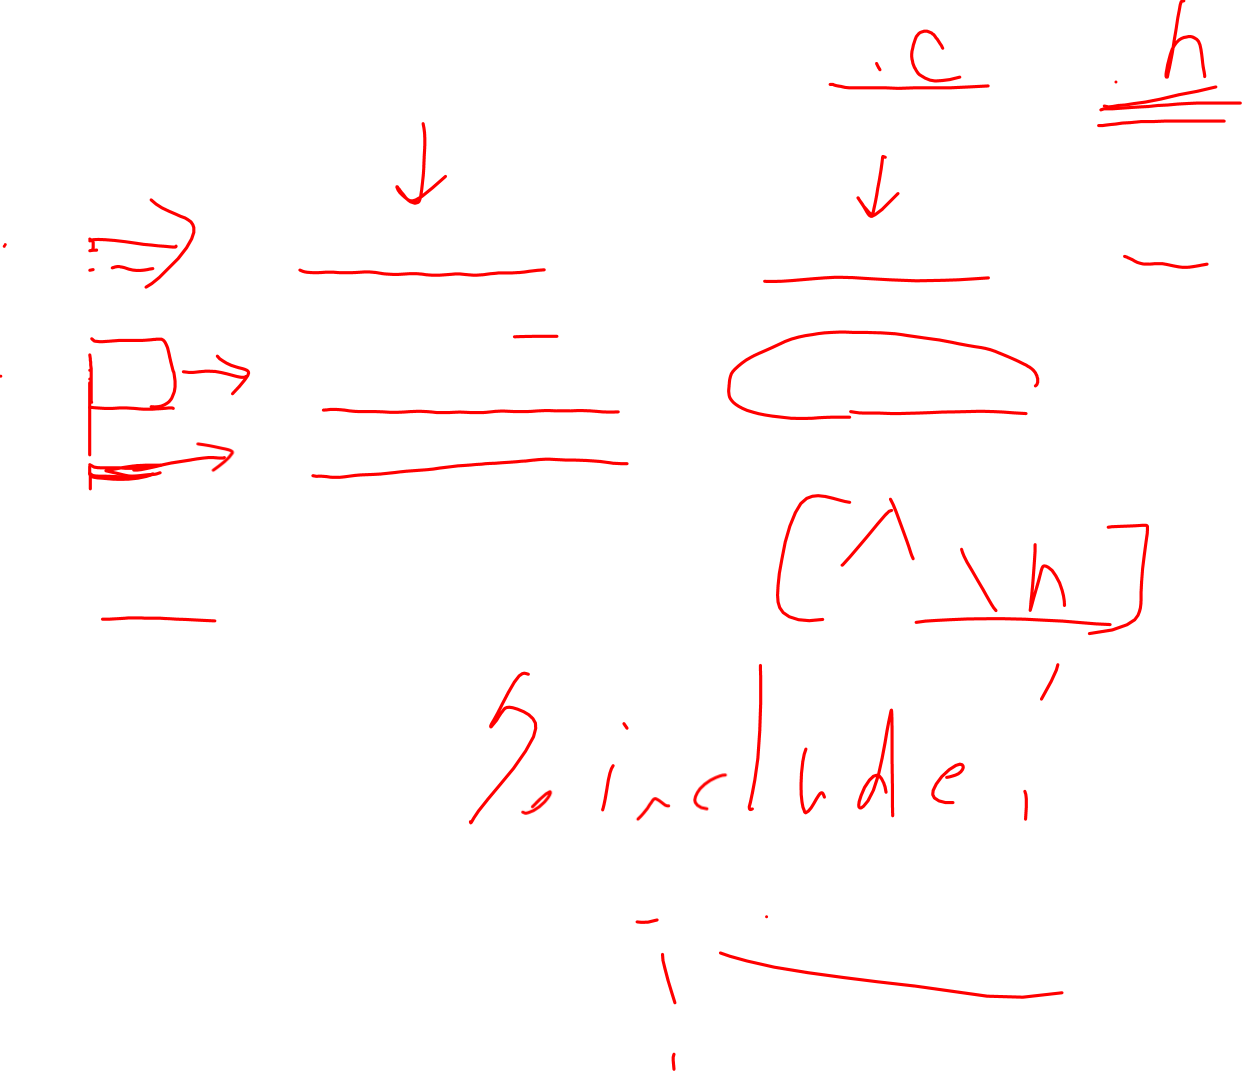 .c .h
[^\n]
%include